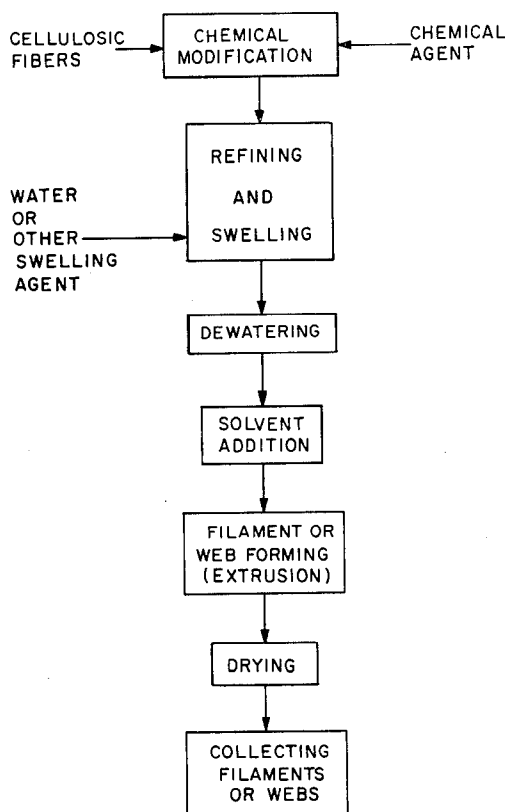 CELLULOSIC
FIBERS
CHEMICAL
MODIFICATION
CHEMICAL
AGENT
REFINING
AND
SWELLING
WATER
OR
OTHER
SWELLING
AGENT
DEWATERING
SOLVENT
ADDITION
FILAMENT OR
WEB FORMING
(EXTRUSION)
DRYING
COLLECTING
FILAMENTS
OR WEBS